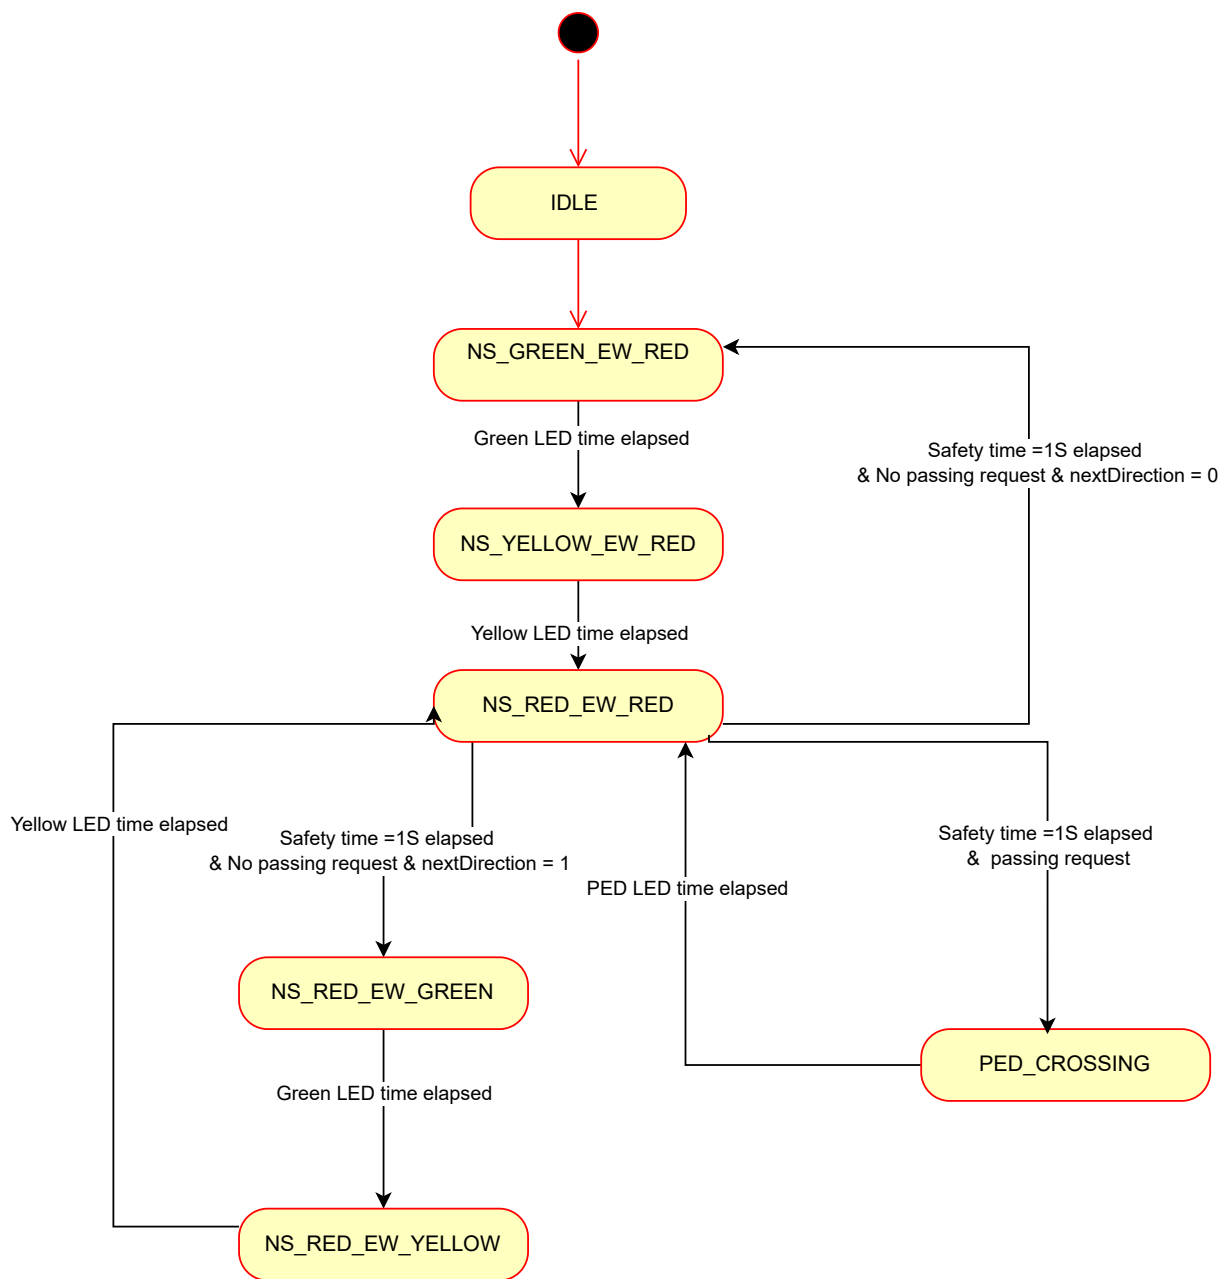 IDLE
NS_GREEN_EW_RED
Green LED time elapsed
Safety time =1S elapsed
& No passing request & nextDirection = 0
NS_YELLOW_EW_RED
Yellow LED time elapsed
NS_RED_EW_RED
Yellow LED time elapsed
Safety time =1S elapsed
& No passing request & nextDirection = 1
PED LED time elapsed
Safety time =1S elapsed
&  passing request
NS_RED_EW_GREEN
PED_CROSSING
Green LED time elapsed
NS_RED_EW_YELLOW